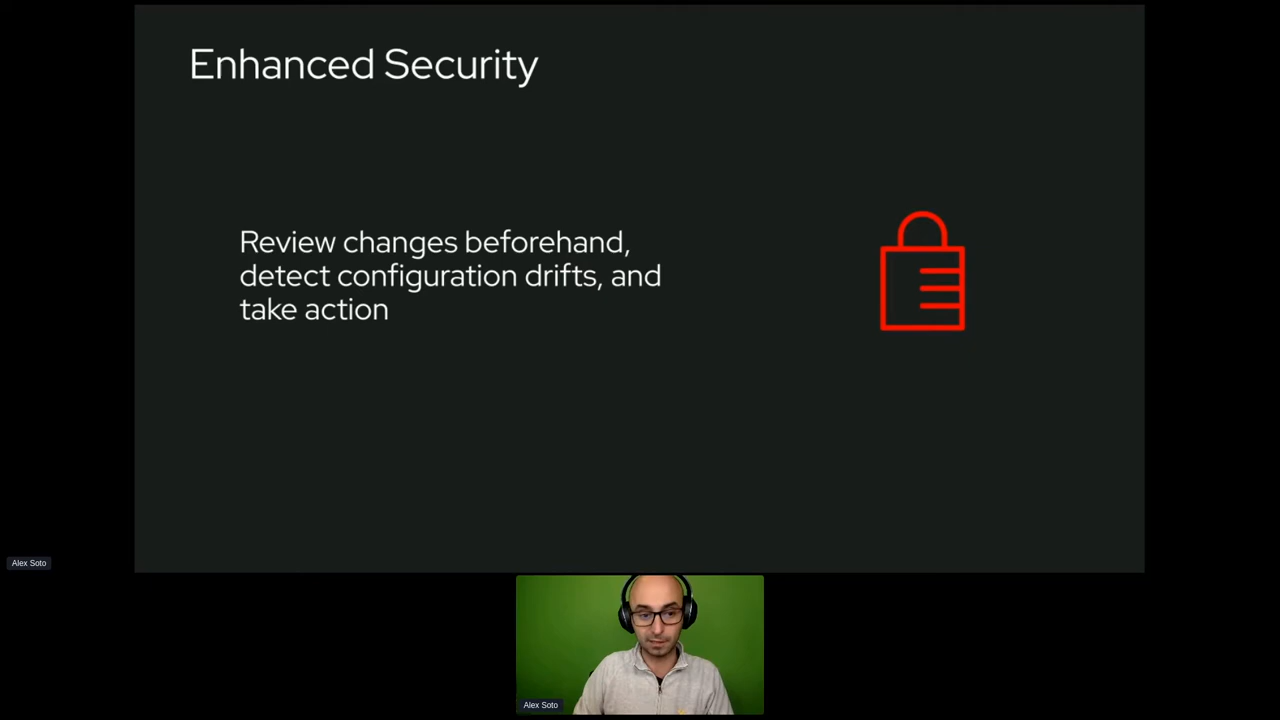 Enhanced Security
Review changes beforehand,
detect configuration drifts, and
take action
Alex Soto
Alex Soto